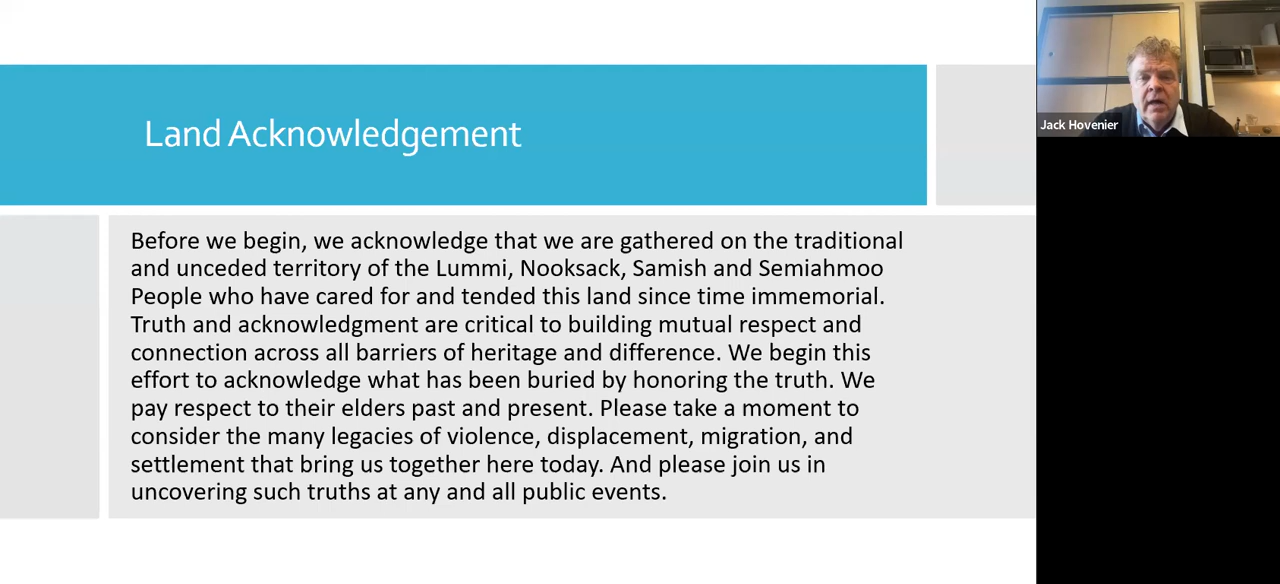 Land Acknowledgement
Before we begin, we acknowledge that we are gathered on the traditional
and unceded territory of the Lummi, Nooksack, Samish and Semiahmoo
People who have cared for and tended this land since time immemorial.
Truth and acknowledgment are critical to building mutual respect and
connection across all barriers of heritage and difference. We begin this
effort to acknowledge what has been buried by honoring the truth. We
pay respect to their elders past and present. Please take a moment to
consider the many legacies of violence, displacement, migration, and
settlement that bring us together here today. And please join us in
uncovering such truths at any and all public events.
Jack Hovenier